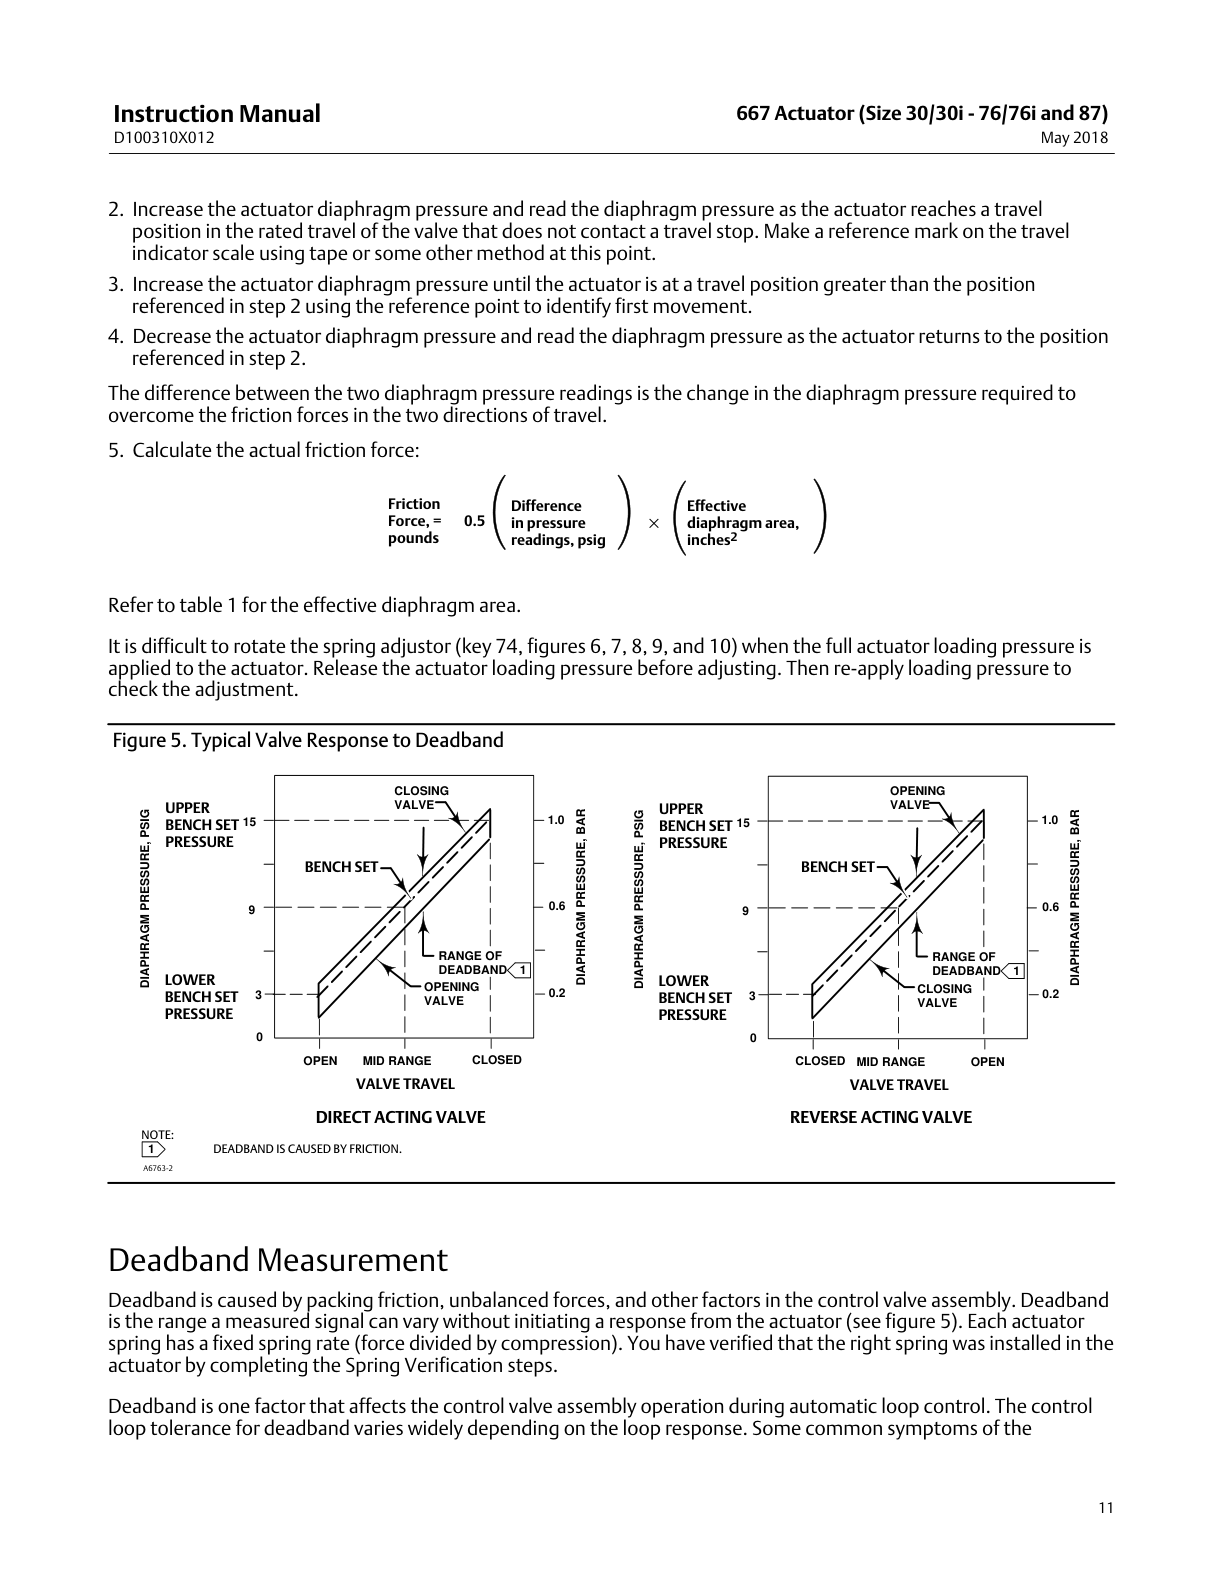 Instruction Manual
D100310X012
667 Actuator (Size 30/30i - 76/76i and 87)
May 2018
2. Increase the actuator diaphragm pressure and read the diaphragm pressure as the actuator reaches a travel
position in the rated travel of the valve that does not contact a travel stop. Make a reference mark on the travel
indicator scale using tape or some other method at this point.
3. Increase the actuator diaphragm pressure until the actuator is at a travel position greater than the position
referenced in step 2 using the reference point to identify first movement.
4. Decrease the actuator diaphragm pressure and read the diaphragm pressure as the actuator returns to the position
referenced in step 2.
The difference between the two diaphragm pressure readings is the change in the diaphragm pressure required to
overcome the friction forces in the two directions of travel.
5. Calculate the actual friction force:
Friction
Force, =
pounds
0.5
Difference
in pressure
readings, psig
×
Effective
diaphragm area,
inches2
Refer to table 1 for the effective diaphragm area.
It is difficult to rotate the spring adjustor (key 74, figures 6, 7, 8, 9, and 10) when the full actuator loading pressure is
applied to the actuator. Release the actuator loading pressure before adjusting. Then re-apply loading pressure to
check the adjustment.
Figure 5. Typical Valve Response to Deadband
DIAPHRAGM PRESSURE, PSIG
UPPER
BENCH SET
PRESSURE
15
9
LOWER
BENCH SET
PRESSURE
3
0
CLOSING
VALVE
BENCH SET
RANGE OF
DEADBAND
1
OPENING
VALVE
1.0
0.6
0.2
DIAPHRAGM PRESSURE, BAR
OPEN
MID RANGE
CLOSED
VALVE TRAVEL
DIRECT ACTING VALVE
DIAPHRAGM PRESSURE, PSIG
UPPER
BENCH SET
PRESSURE
15
9
LOWER
BENCH SET
PRESSURE
3
0
OPENING
VALVE
BENCH SET
RANGE OF
DEADBAND
1
CLOSING
VALVE
1.0
0.6
0.2
DIAPHRAGM PRESSURE, BAR
CLOSED
MID RANGE
OPEN
VALVE TRAVEL
REVERSE ACTING VALVE
NOTE:
1
DEADBAND IS CAUSED BY FRICTION.
A6763-2
Deadband Measurement
Deadband is caused by packing friction, unbalanced forces, and other factors in the control valve assembly. Deadband
is the range a measured signal can vary without initiating a response from the actuator (see figure 5). Each actuator
spring has a fixed spring rate (force divided by compression). You have verified that the right spring was installed in the
actuator by completing the Spring Verification steps.
Deadband is one factor that affects the control valve assembly operation during automatic loop control. The control
loop tolerance for deadband varies widely depending on the loop response. Some common symptoms of the
11